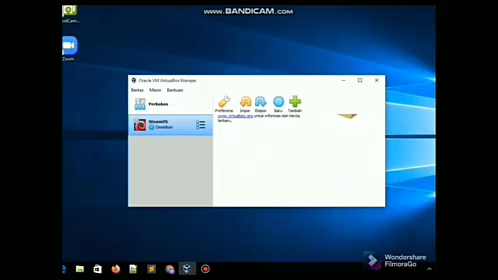 www.BANDICAM.com
Zoom
Oracle VM VirtualBox Manager
Berkas Mesin Bantuan
Perkakas
Preferensi Impor Ekspor Baru Tambah
www.virtualbox.org untuk informasi dan berita
terbaru.
SteamOS
Dimatikan
Wondershare
FilmoraGo